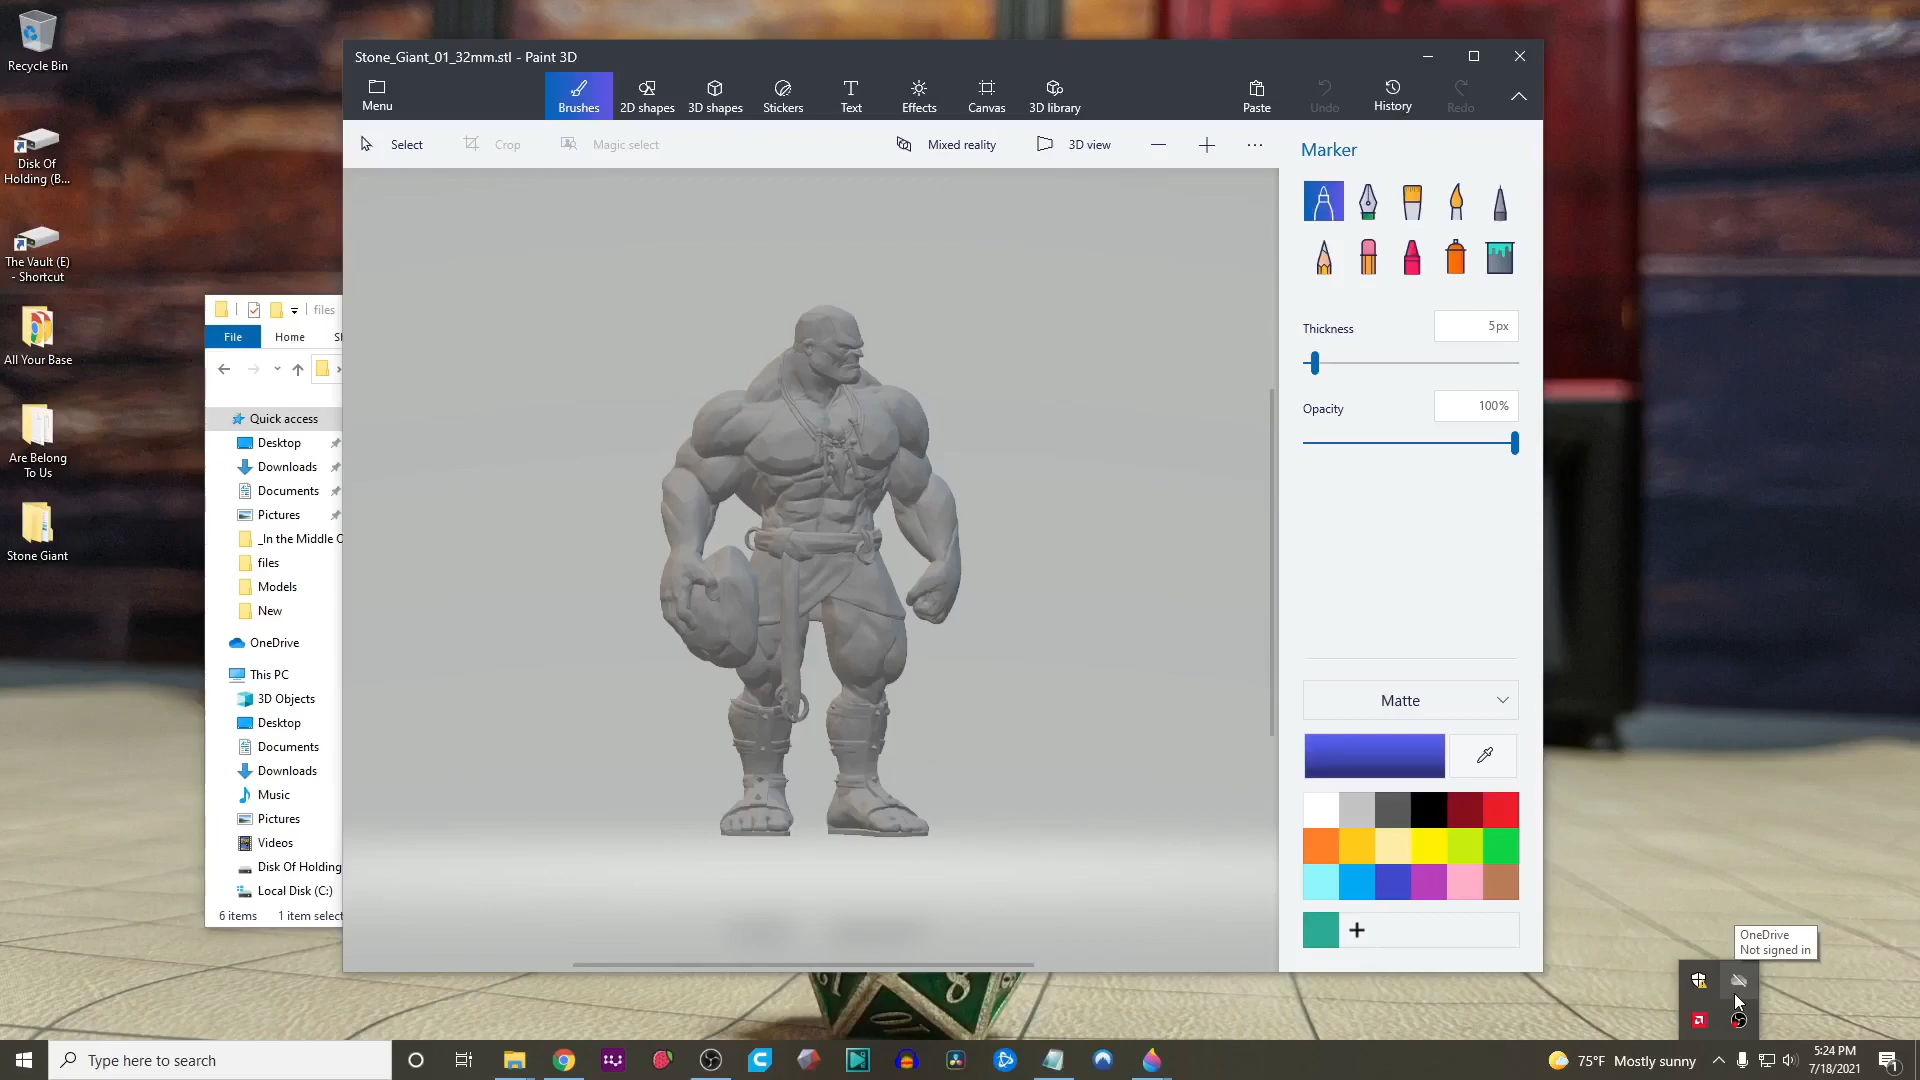 Recycle Bin
Disk Of
Holding (B...
The Vault (E)
- Shortcut
All Your Base
Are Belong
To Us
Stone Giant
files
File
Home
Quick access
Desktop
Downloads
Documents
Pictures
_In the Middle
files
Models
New
OneDrive
This PC
3D Objects
Desktop
Documents
Downloads
Music
Pictures
Videos
Disk Of Holding
Local Disk (C:)
6 items
1 item select
Stone_Giant_01_32mm.stl - Paint 3D
Menu
Brushes
2D shapes
3D shapes
Stickers
Text
Effects
Canvas
3D library
Paste
Undo
History
Redo
Select
Crop
Magic select
Mixed reality
3D view
Marker
Thickness
5px
Opacity
100%
Matte
OneDrive
Not signed in
Type here to search
75°F Mostly sunny
5:24 PM
7/18/2021
1